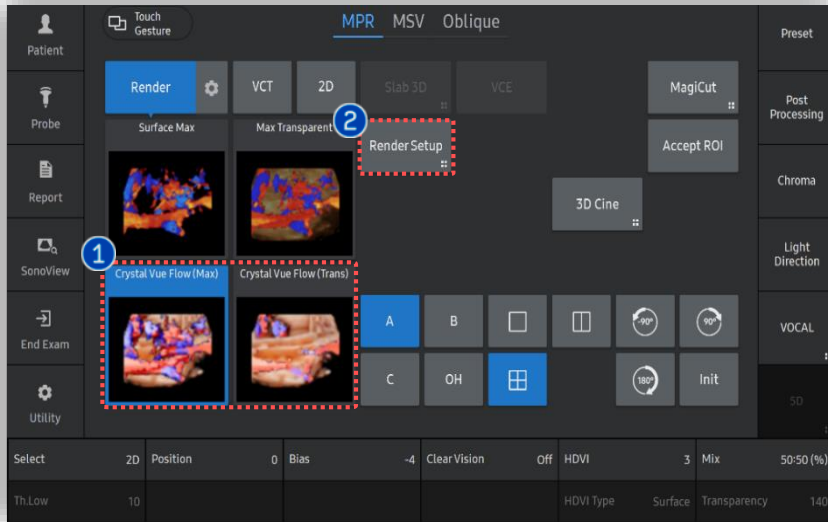 Touch
Gesture
MPR MSV Oblique
Patient
Probe
Report
SonoView
End Exam
Utility
Render
VCT
2D
Slab 3D
VCE
MagiCut
2
Surface Max
Max Transparent
Render Setup
Accept ROI
3D Cine
1
Crystal Vue Flow (Max)
Crystal Vue Flow (Trans)
A
B
-90°
90°
C
OH
180°
Init
Preset
Post
Processing
Chroma
Light
Direction
VOCAL
5D
Select 2D Position 0 Bias -4 ClearVision Off HDVI 3 Mix 50:50 (%)
Th.Low 10 HDVI Type Surface Transparency 140